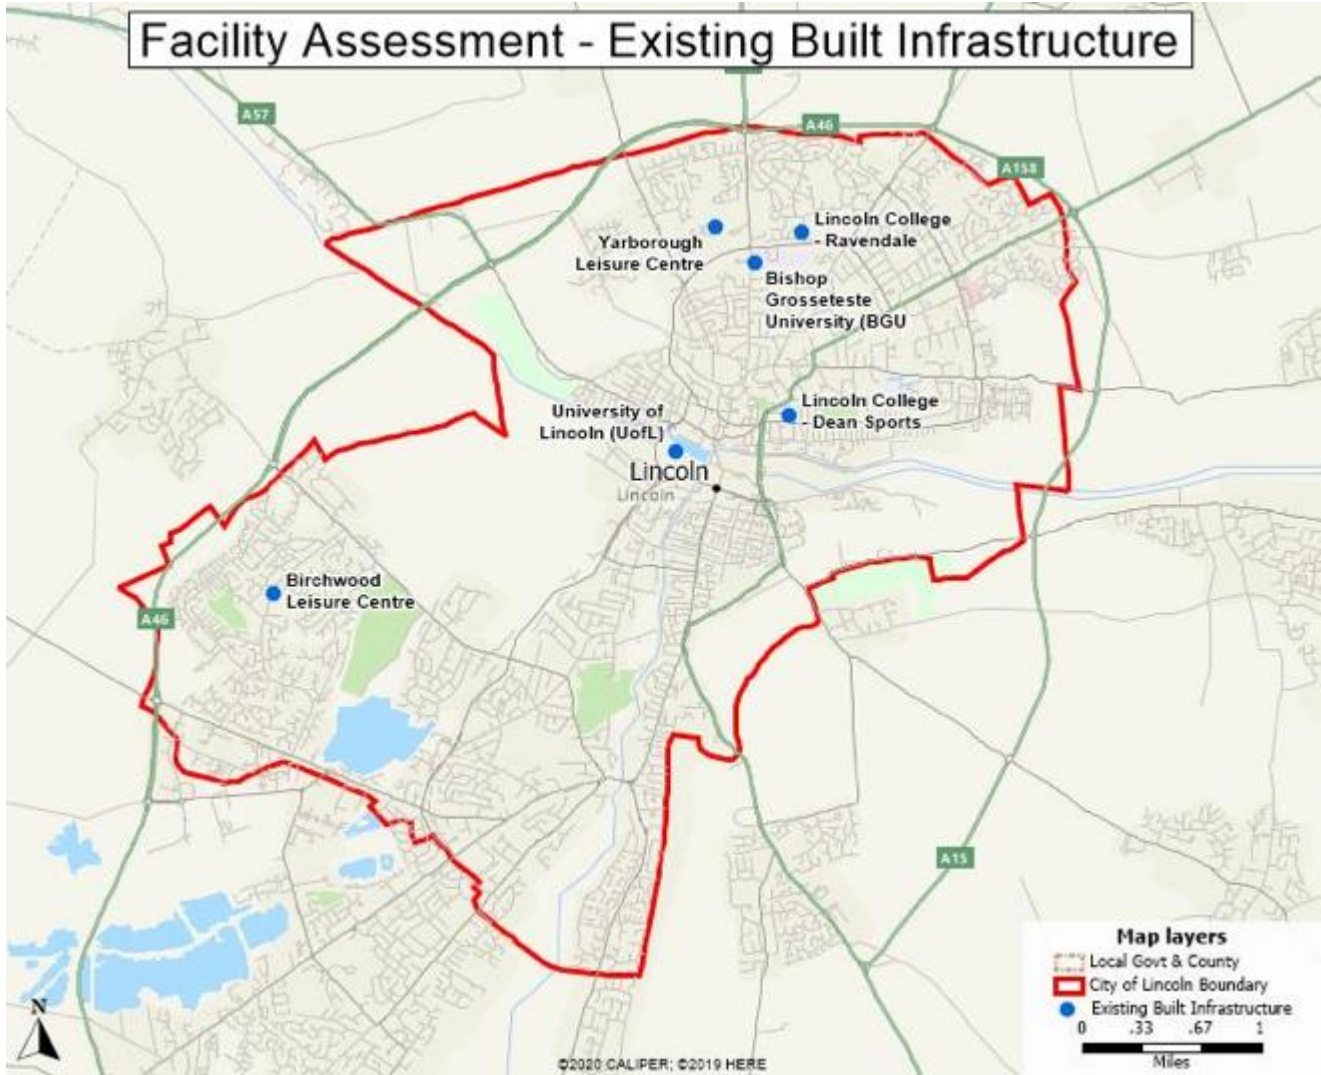 Facility Assessment - Existing Built Infrastructure
A57
A46
A158
Lincoln College
- Ravendale
Yarborough
Leisure Centre
Bishop
Grosseteste
University (BGU
Lincoln College
- Dean Sports
University of
Lincoln (UofL)
Lincoln
Lincoln
Birchwood
Leisure Centre
A46
A15
Map layers
Local Govt & County
City of Lincoln Boundary
Existing Built Infrastructure
0 .33 .67 1
Miles
N
©2020 CALIPER; ©2019 HERE